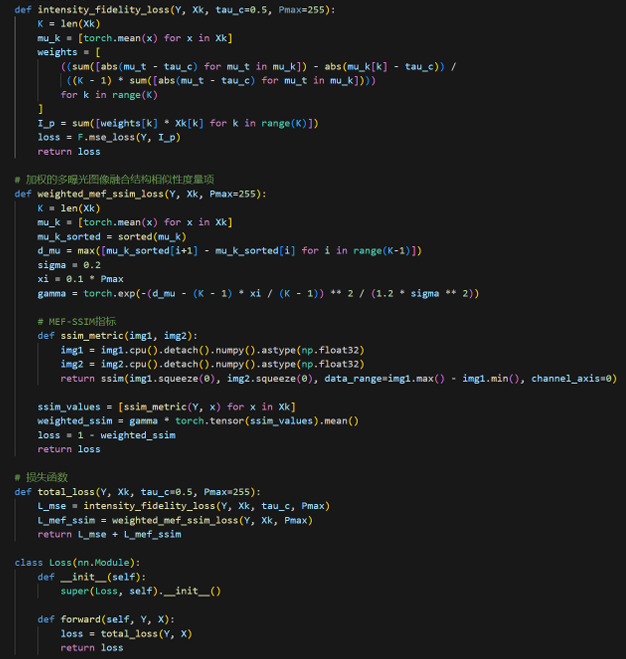 def intensity_fidelity_loss(Y, Xk, tau_c=0.5, Pmax=255):
    K = len(Xk)
    mu_k = [torch.mean(x) for x in Xk]
    weights = [
        ((sum([abs(mu_t - tau_c) for mu_t in mu_k]) - abs(mu_k[k] - tau_c)) /
         ((K - 1) * sum([abs(mu_t - tau_c) for mu_t in mu_k])))
        for k in range(K)
    ]
    I_p = sum([weights[k] * Xk[k] for k in range(K)])
    loss = F.mse_loss(Y, I_p)
    return loss
# 加权的多曝光图像融合结构相似性度量项
def weighted_mef_ssim_loss(Y, Xk, Pmax=255):
    K = len(Xk)
    mu_k = [torch.mean(x) for x in Xk]
    mu_k_sorted = sorted(mu_k)
    d_mu = max([mu_k_sorted[i+1] - mu_k_sorted[i] for i in range(K-1)])
    sigma = 0.2
    xi = 0.1 * Pmax
    gamma = torch.exp(-(d_mu - (K - 1) * xi / (K - 1)) ** 2 / (1.2 * sigma ** 2))
    # MEF-SSIM指标
    def ssim_metric(img1, img2):
        img1 = img1.cpu().detach().numpy().astype(np.float32)
        img2 = img2.cpu().detach().numpy().astype(np.float32)
        return ssim(img1.squeeze(0), img2.squeeze(0), data_range=img1.max() - img1.min(), channel_axis=0)
    ssim_values = [ssim_metric(Y, x) for x in Xk]
    weighted_ssim = gamma * torch.tensor(ssim_values).mean()
    loss = 1 - weighted_ssim
    return loss
# 损失函数
def total_loss(Y, Xk, tau_c=0.5, Pmax=255):
    L_mse = intensity_fidelity_loss(Y, Xk, tau_c, Pmax)
    L_mef_ssim = weighted_mef_ssim_loss(Y, Xk, Pmax)
    return L_mse + L_mef_ssim
class Loss(nn.Module):
    def __init__(self):
        super(Loss, self).__init__()
    def forward(self, Y, X):
        loss = total_loss(Y, X)
        return loss